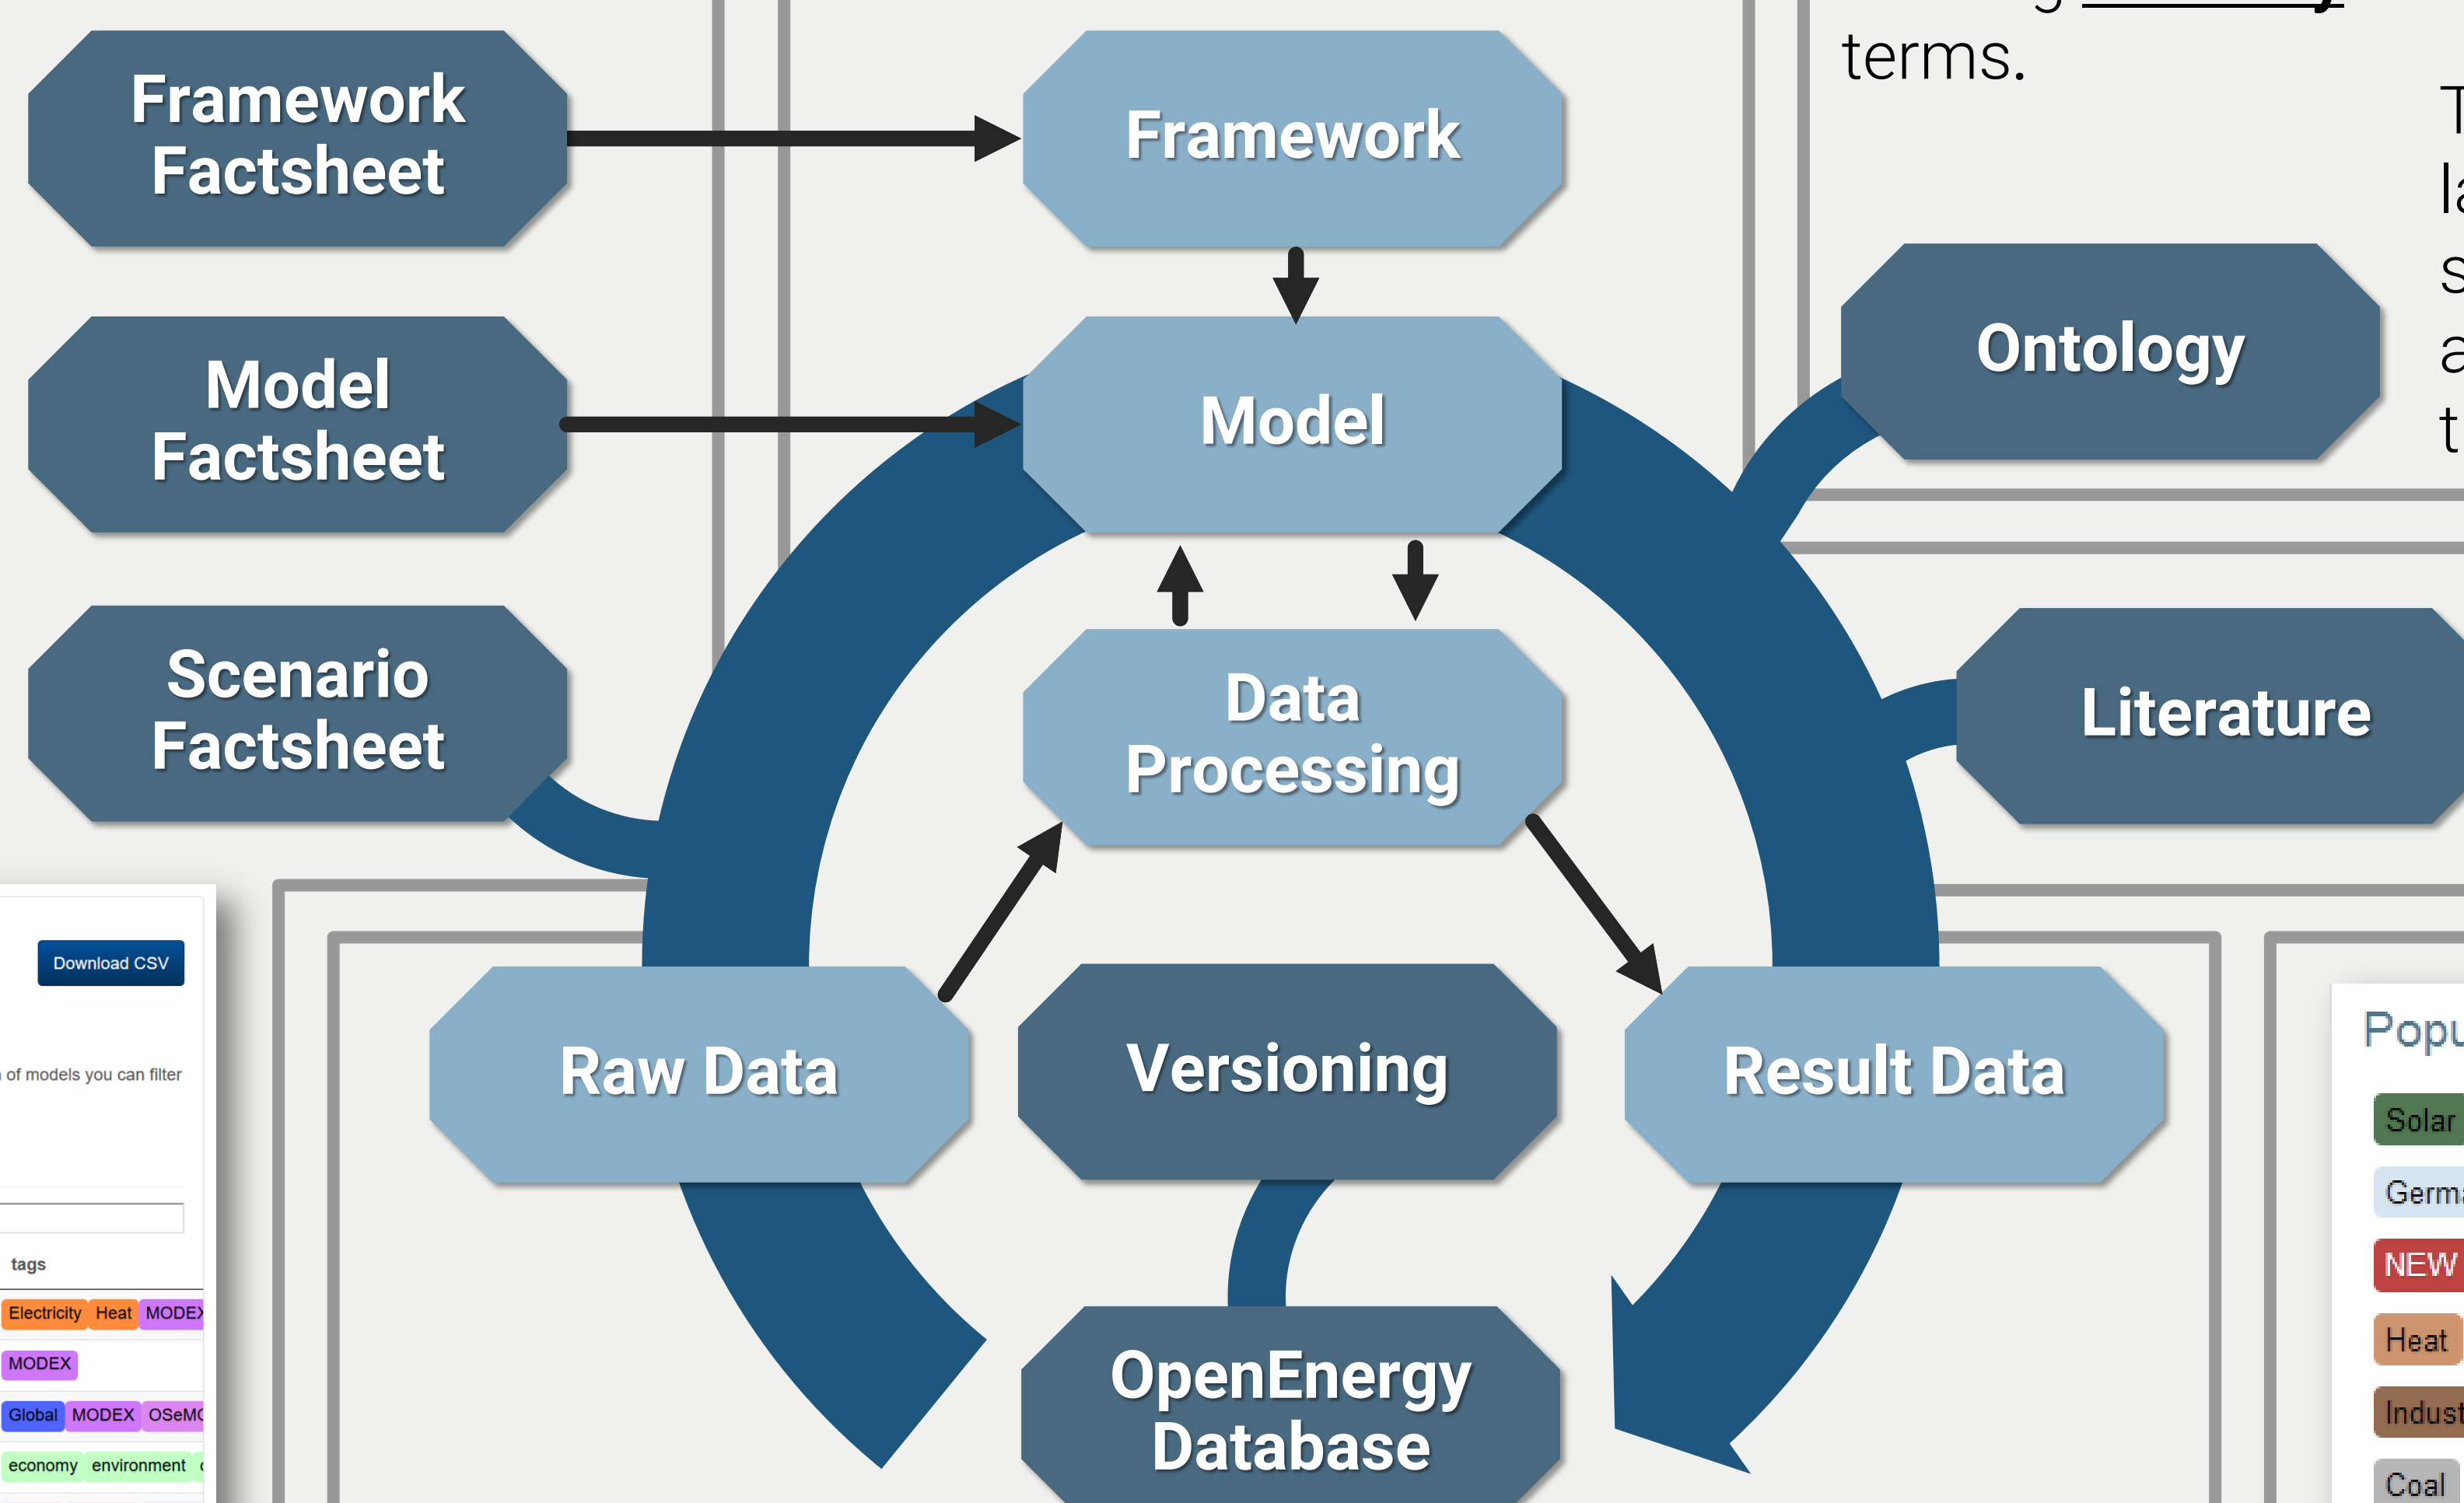 terms.
Framework
Factsheet
Framework
Model
Factsheet
Model
Ontology
Scenario
Factsheet
Data
Processing
Literature
Download CSV
of models you can filter
tags
Electricity Heat MODEX
MODEX
Global MODEX
economy environment
Raw Data
Versioning
Result Data
OpenEnergy
Database
Solar
NEW
Heat
Coal